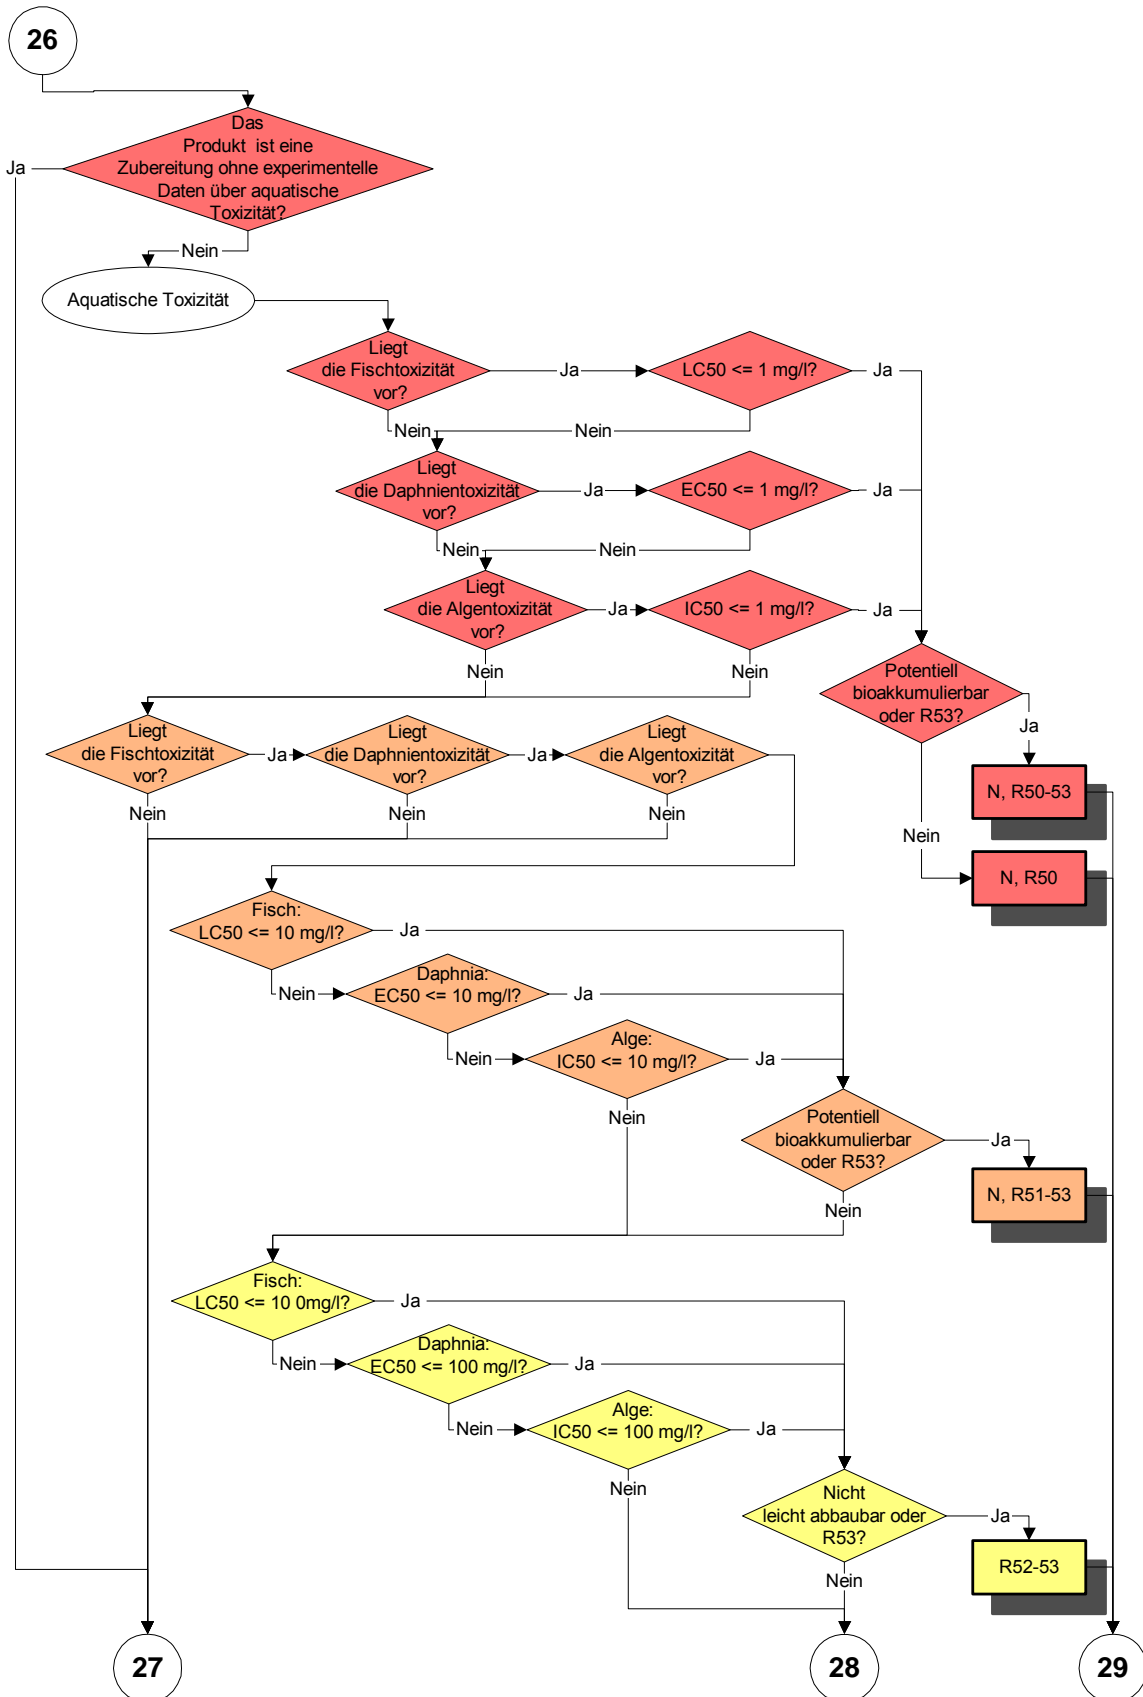 26
Das
Produkt ist eine
Zubereitung ohne experimentelle
Daten über aquatische
Toxizität?
Ja
Nein
Aquatische Toxizität
Liegt
die Fischtoxizität
vor?
Ja
LC50 <= 1 mg/l?
Ja
Nein
Nein
Liegt
die Daphnientoxizität
vor?
Ja
EC50 <= 1 mg/l?
Ja
Nein
Nein
Liegt
die Algentoxizität
vor?
Ja
IC50 <= 1 mg/l?
Ja
Nein
Nein
Potentiell
bioakkumulierbar
oder R53?
Ja
N, R50-53
Nein
N, R50
Liegt
die Fischtoxizität
vor?
Ja
Liegt
die Daphnientoxizität
vor?
Ja
Liegt
die Algentoxizität
vor?
Nein
Nein
Nein
Fisch:
LC50 <= 10 mg/l?
Ja
Nein
Daphnia:
EC50 <= 10 mg/l?
Ja
Nein
Alge:
IC50 <= 10 mg/l?
Ja
Nein
Potentiell
bioakkumulierbar
oder R53?
Ja
N, R51-53
Nein
Fisch:
LC50 <= 10 0mg/l?
Ja
Nein
Daphnia:
EC50 <= 100 mg/l?
Ja
Nein
Alge:
IC50 <= 100 mg/l?
Ja
Nein
Nicht
leicht abbaubar oder
R53?
Ja
R52-53
Nein
27
28
29